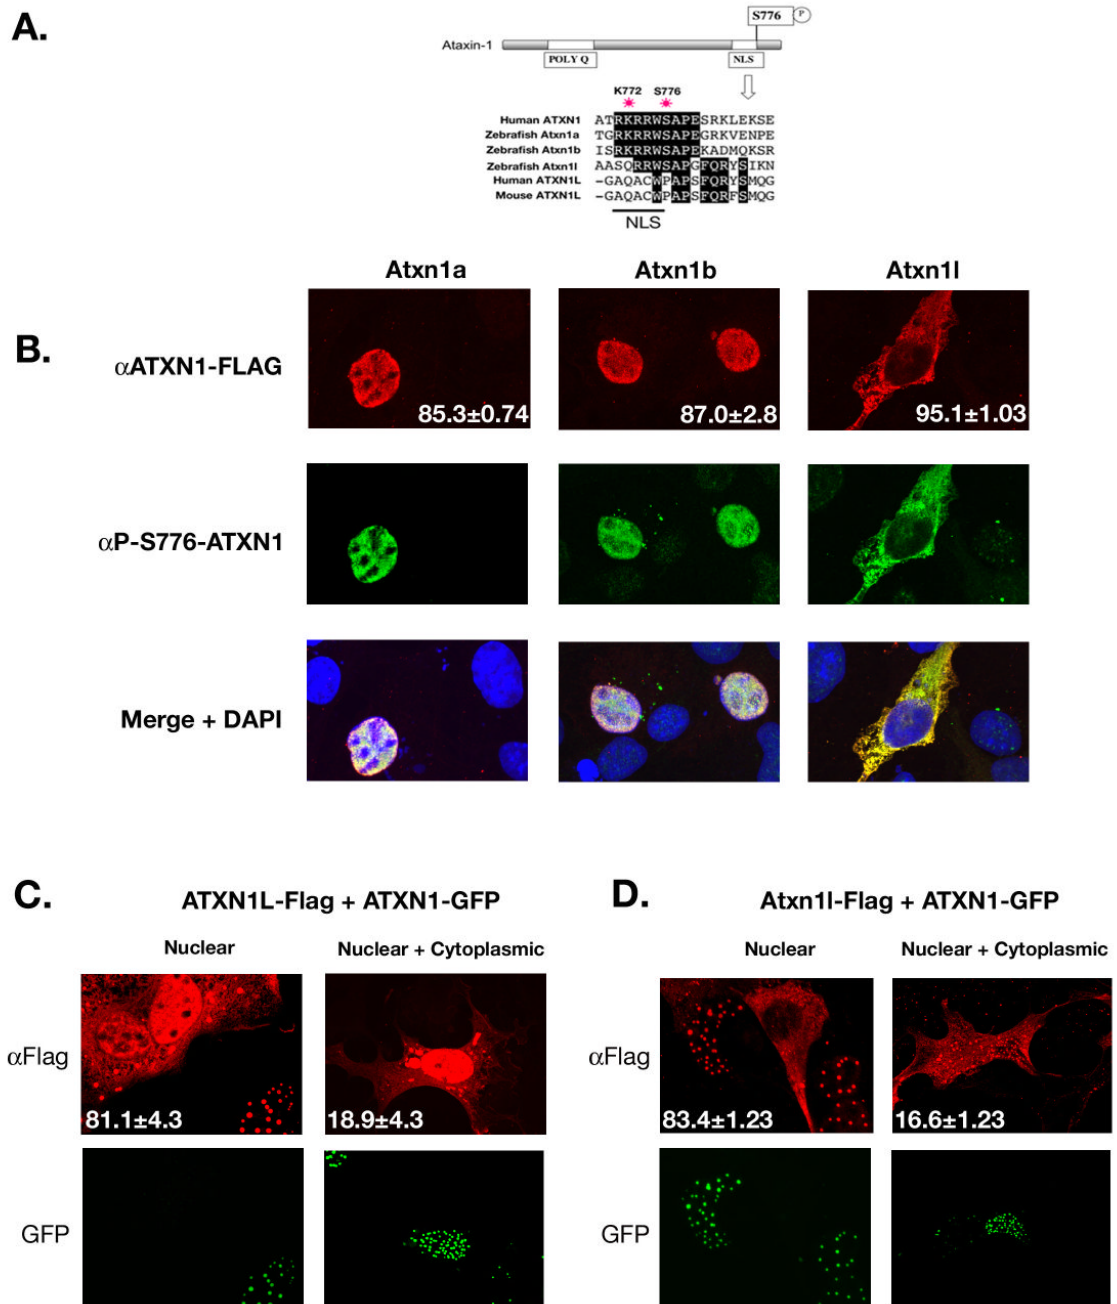 A.
S776
P
Ataxin-1
POLY Q
NLS
K772 S776
Human ATXN1 ATRKRRWSAPESRKLEKSE
Zebrafish Atxn1a TGRKRRWSAPEGRKVENPE
Zebrafish Atxn1b ISRKRRWSAPEKADMQKSR
Zebrafish Atxn1l AASQRRWSAPGFQRYSIKN
Human ATXN1L -GAQACWPAPSFQRYSMQG
Mouse ATXN1L -GAQACWPAPSFQRFSMQG
NLS
Atxn1a Atxn1b Atxn1l
B.
αATXN1-FLAG
85.3±0.74 87.0±2.8 95.1±1.03
αP-S776-ATXN1
Merge + DAPI
C.
ATXN1L-Flag + ATXN1-GFP
Nuclear Nuclear + Cytoplasmic
αFlag
81.1±4.3 18.9±4.3
GFP
D.
Atxn1l-Flag + ATXN1-GFP
Nuclear Nuclear + Cytoplasmic
αFlag
83.4±1.23 16.6±1.23
GFP